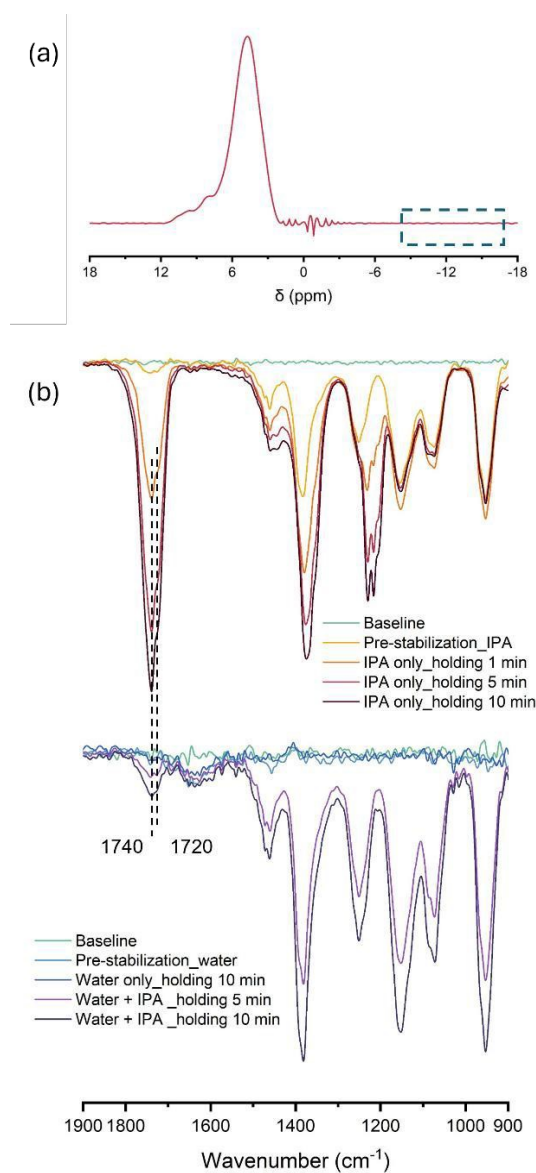 (a)
18 12 6 0 -6 -12 -18
δ (ppm)
(b)
Baseline
Pre-stabilization_IPA
IPA only_holding 1 min
IPA only_holding 5 min
IPA only_holding 10 min
1740 1720
Baseline
Pre-stabilization_water
Water only_holding 10 min
Water + IPA _holding 5 min
Water + IPA _holding 10 min
1900 1800 1600 1400 1200 1000 900
Wavenumber (cm⁻¹)